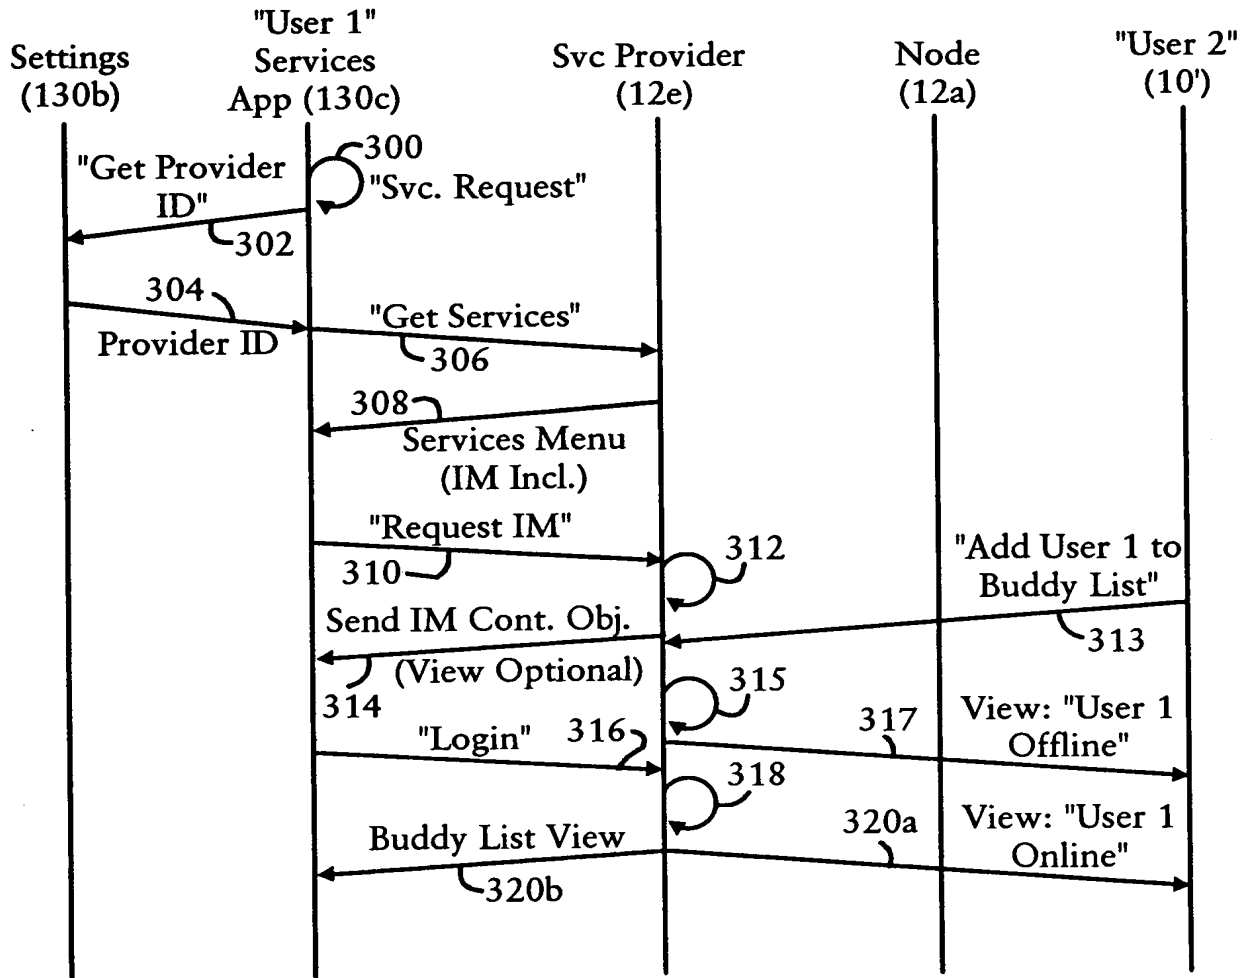 Settings
(130b)
"User 1"
Services
App (130c)
Svc Provider
(12e)
Node
(12a)
"User 2"
(10')
300
"Svc. Request"
"Get Provider
ID"
302
304
Provider ID
"Get Services"
306
308
Services Menu
(IM Incl.)
"Request IM"
310
312
"Add User 1 to
Buddy List"
313
Send IM Cont. Obj.
(View Optional)
314
315
317
View: "User 1
Offline"
"Login"
316
318
320a
View: "User 1
Online"
Buddy List View
320b